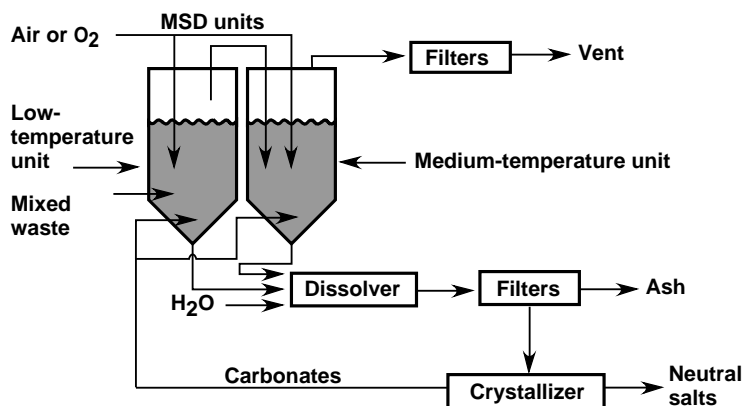 MSD units
Air or O2
Filters
Vent
Low-
temperature
unit
Medium-temperature unit
Mixed
waste
Dissolver
Filters
Ash
H2O
Carbonates
Crystallizer
Neutral
salts